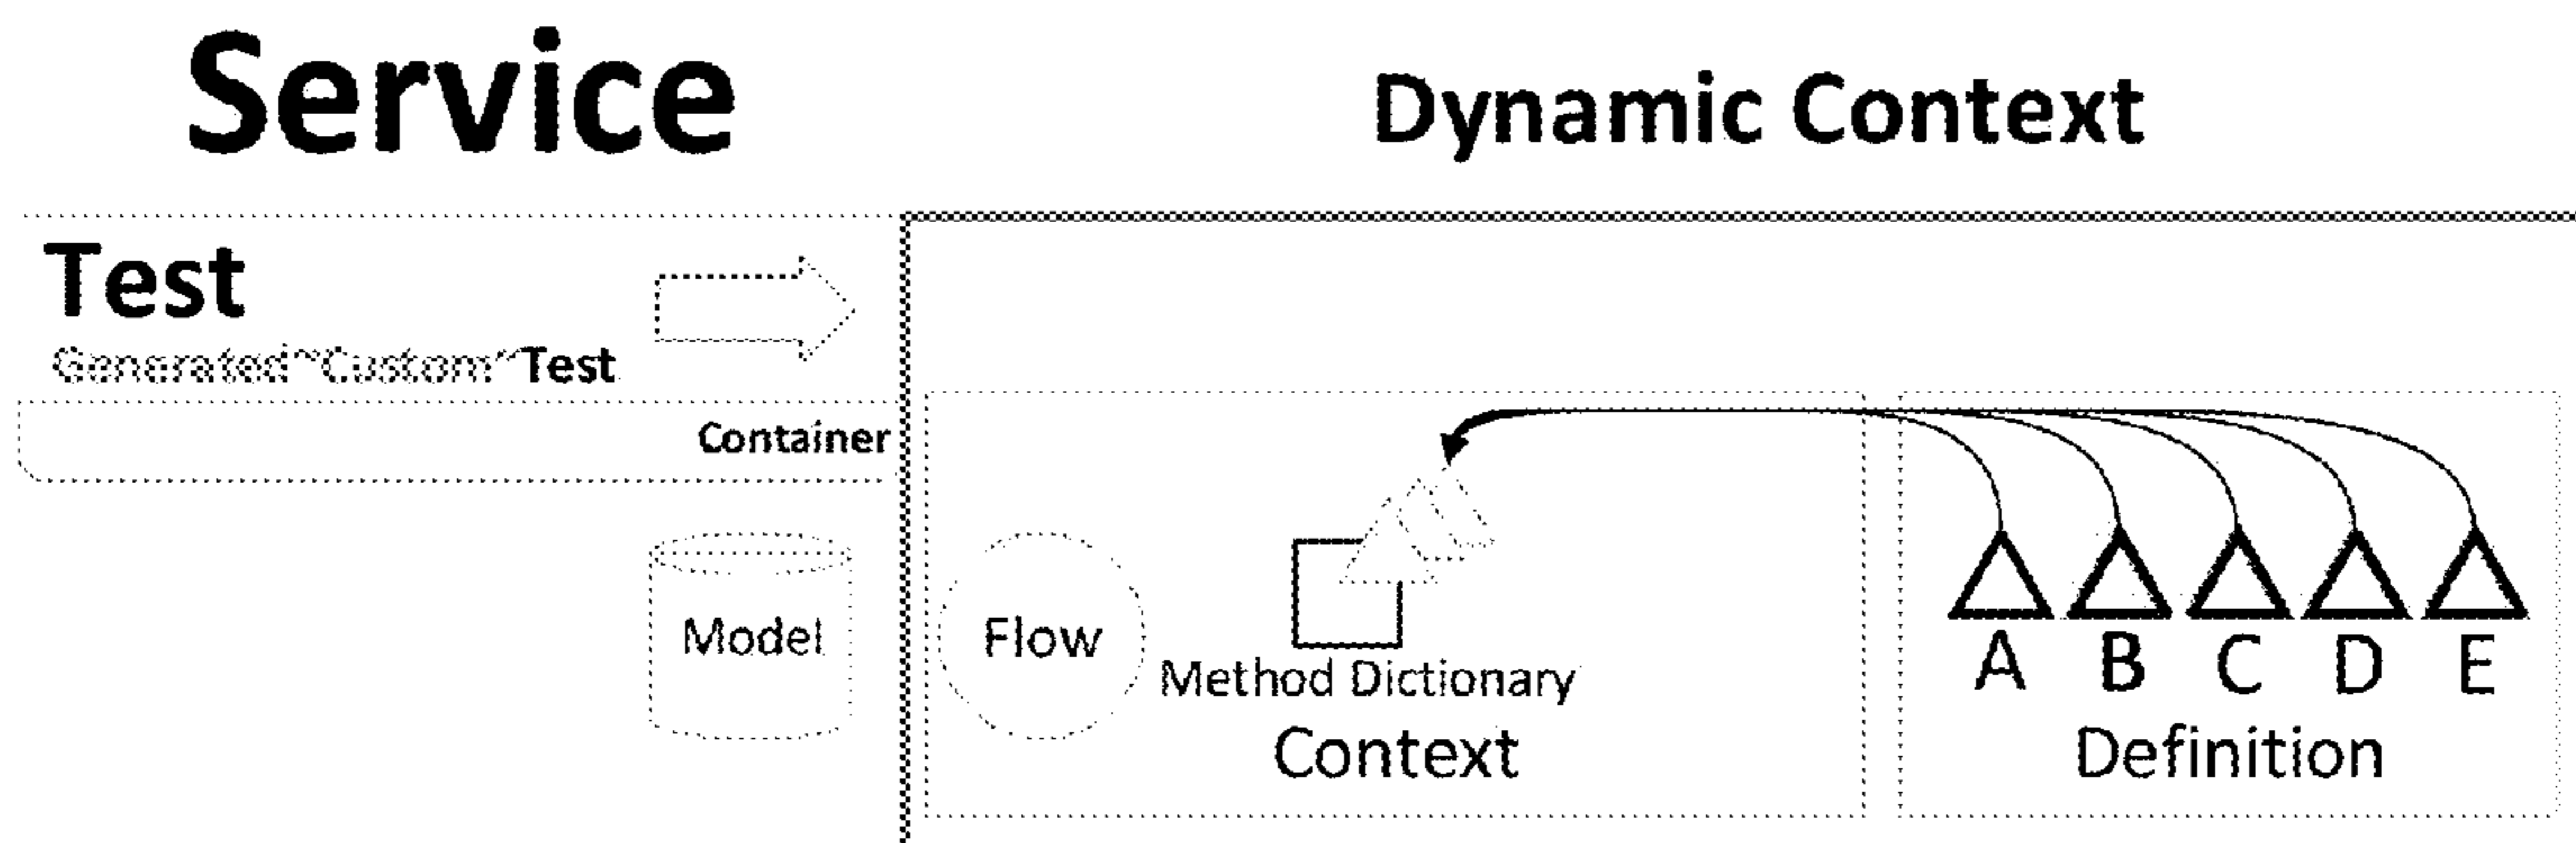 Service
Dynamic Context
Test
Generated~Custom~Test
Container
Model
Flow
Method Dictionary
Context
A B C D E
Definition